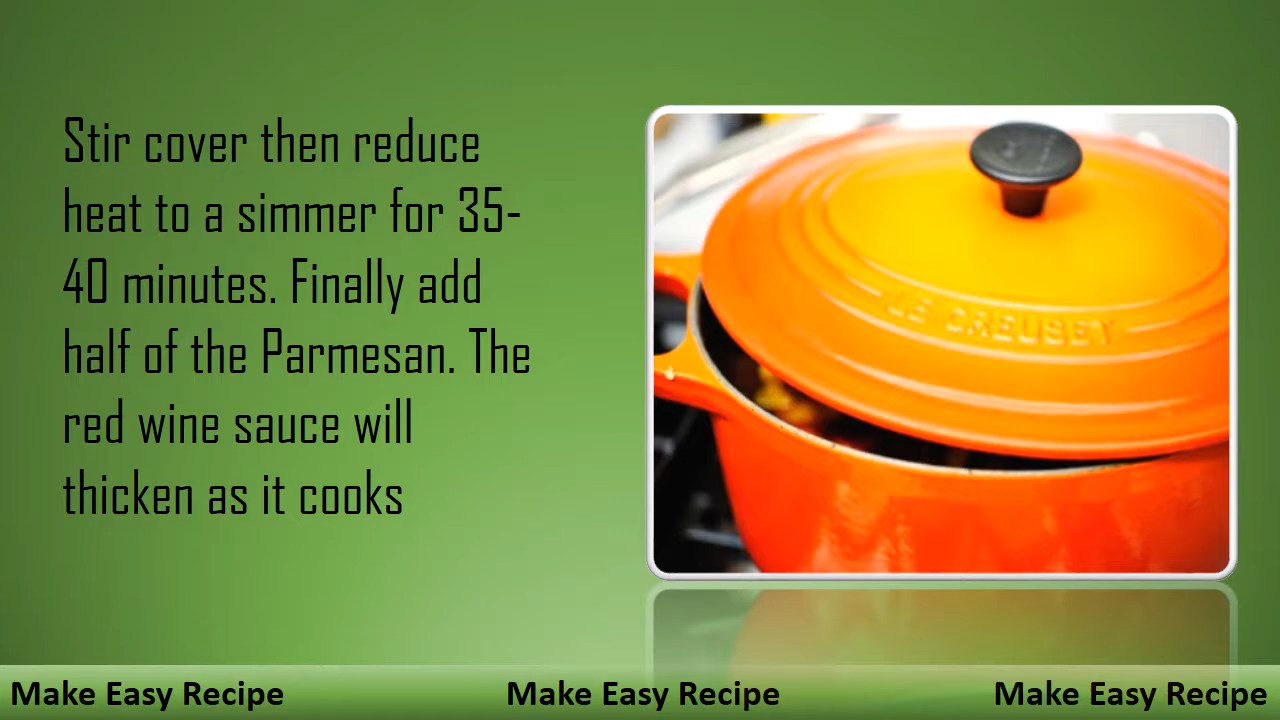 Stir cover then reduce
heat to a simmer for 35-
40 minutes. Finally add
half of the Parmesan. The
red wine sauce will
thicken as it cooks
LE CREUSET
Make Easy Recipe Make Easy Recipe Make Easy Recipe